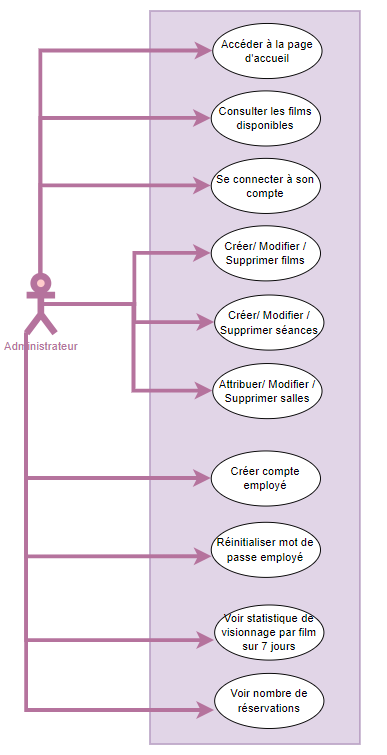 Accéder à la page
d'accueil
Consulter les films
disponibles
Se connecter à son
compte
Créer/ Modifier /
Supprimer films
Administrateur
Créer/ Modifier /
Supprimer séances
Attribuer/ Modifier /
Supprimer salles
Créer compte
employé
Réinitialiser mot de
passe employé
Voir statistique de
visionnage par film
sur 7 jours
Voir nombre de
réservations